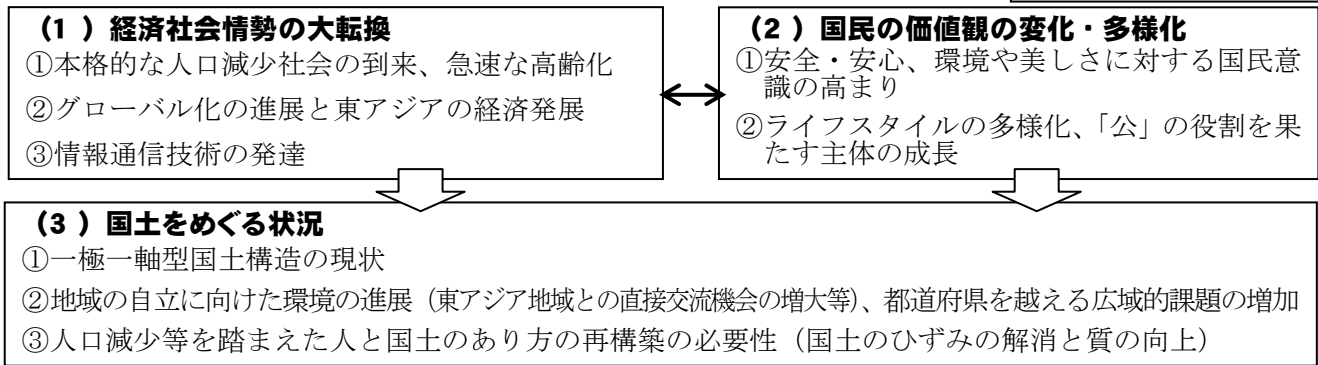 （1）経済社会情勢の大転換
①本格的な人口減少社会の到来、急速な高齢化
②グローバル化の進展と東アジアの経済発展
③情報通信技術の発達
（2）国民の価値観の変化・多様化
①安全・安心、環境や美しさに対する国民意
識の高まり
②ライフスタイルの多様化、「公」の役割を果
たす主体の成長
（3）国土をめぐる状況
①一極一軸型国土構造の現状
②地域の自立に向けた環境の進展（東アジア地域との直接交流機会の増大等）、都道府県を越える広域的課題の増加
③人口減少等を踏まえた人と国土のあり方の再構築の必要性（国土のひずみの解消と質の向上）